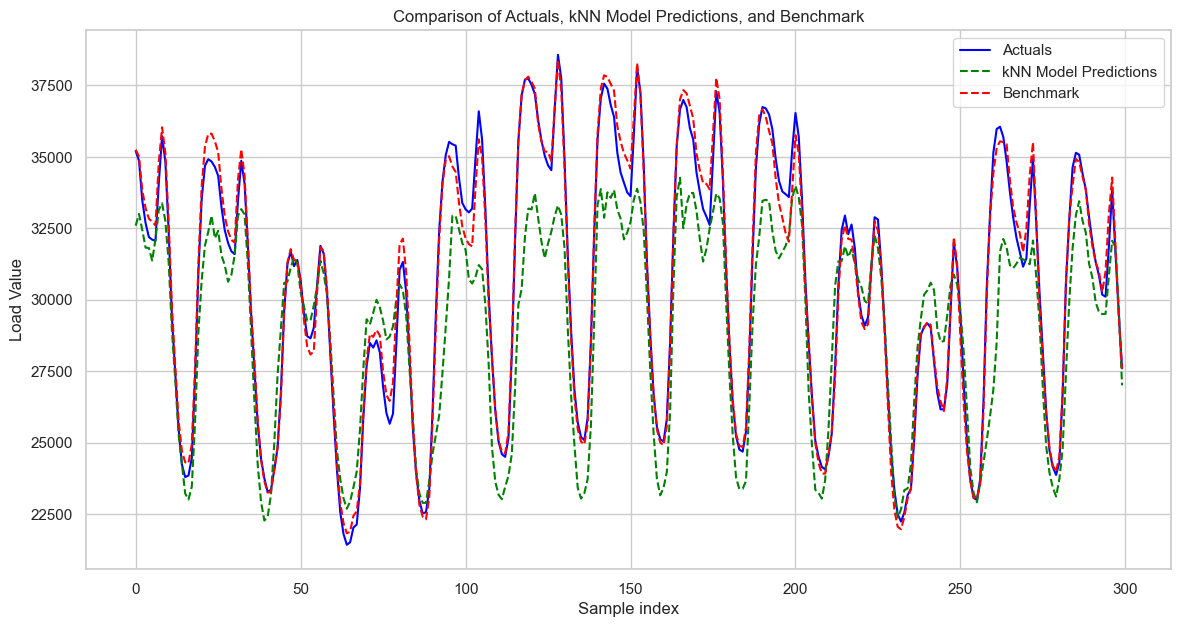 Comparison of Actuals, kNN Model Predictions, and Benchmark
Actuals
kNN Model Predictions
Benchmark
Load Value
37500
35000
32500
30000
27500
25000
22500
0
50
100
150
200
250
300
Sample index